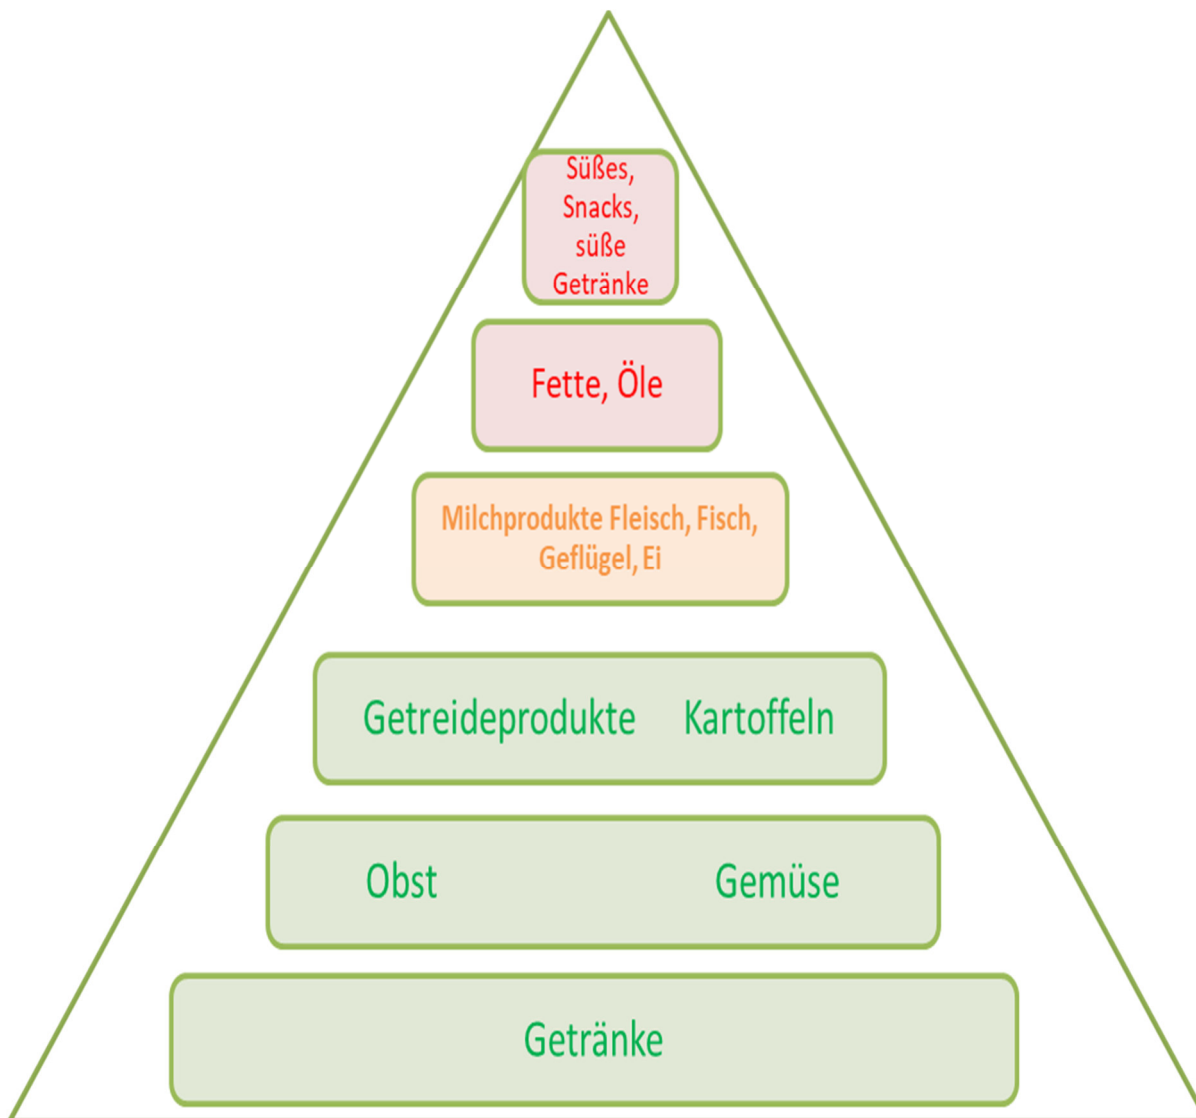 Süßes,
Snacks,
süße
Getränke
Fette, Öle
Milchprodukte Fleisch, Fisch,
Geflügel, Ei
Getreideprodukte Kartoffeln
Obst Gemüse
Getränke